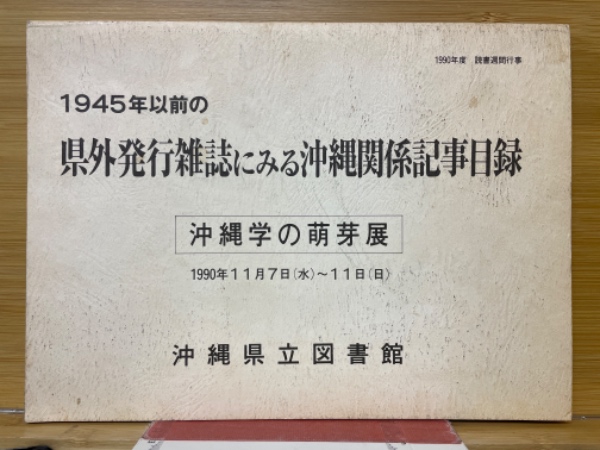 1990年度 読書週間行事
1945年以前の
県外発行雑誌にみる沖縄関係記事目録
沖縄学の萌芽展
1990年11月7日(水)~11日(日)
沖縄県立図書館